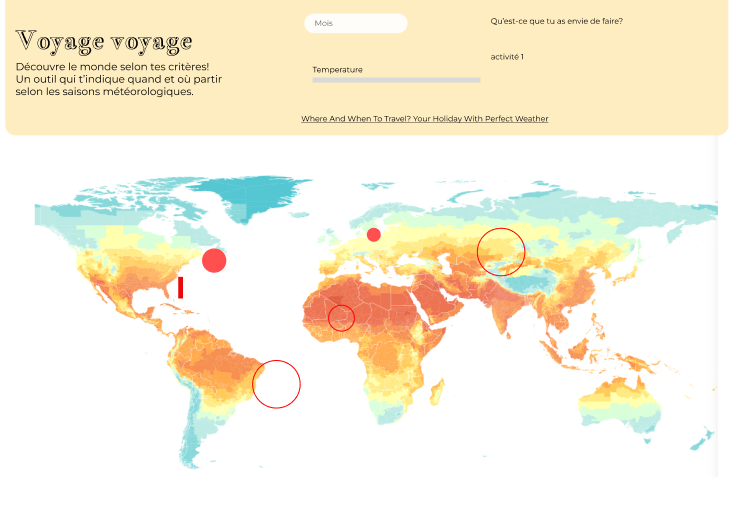 Voyage voyage
Découvre le monde selon tes critères!
Un outil qui t'indique quand et où partir
selon les saisons météorologiques.
Mois
Temperature
Qu'est-ce que tu as envie de faire?
activité 1
Where And When To Travel? Your Holiday With Perfect Weather